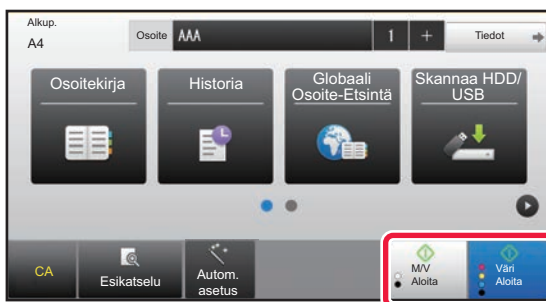 Alkup.
A4
Osoite AAA 1 + Tiedot
Osoitekirja
Historia
Globaali
Osoite-Etsintä
Skannaa HDD/
USB
CA
Esikatselu
Autom.
asetus
M/V
Aloita
Väri
Aloita